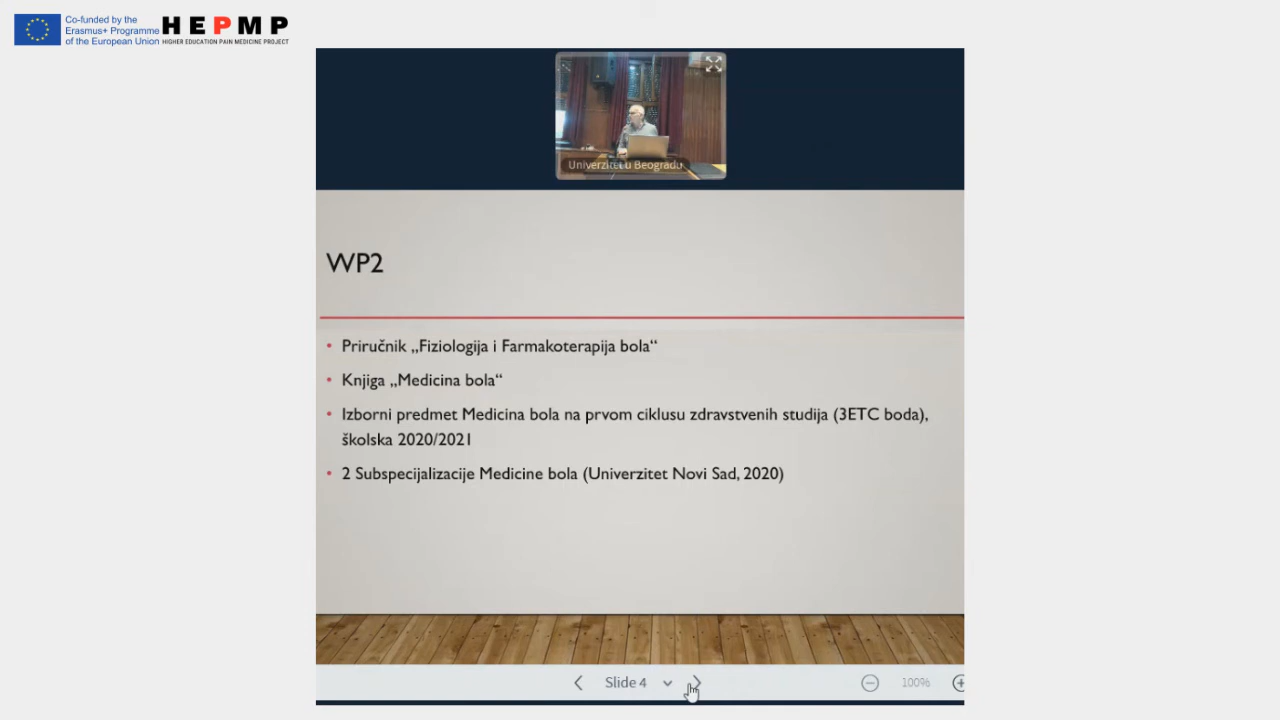 Co-funded by the
Erasmus+ Programme
of the European Union
HEPMP
HIGHER EDUCATION PAIN MEDICINE PROJECT
Univerzitet u Beogradu
WP2
• Priručnik „Fiziologija i Farmakoterapija bola“
• Knjiga „Medicina bola“
• Izborni predmet Medicina bola na prvom ciklusu zdravstvenih studija (3ETC boda),
školska 2020/2021
• 2 Subspecijalizacije Medicine bola (Univerzitet Novi Sad, 2020)
Slide 4
100%